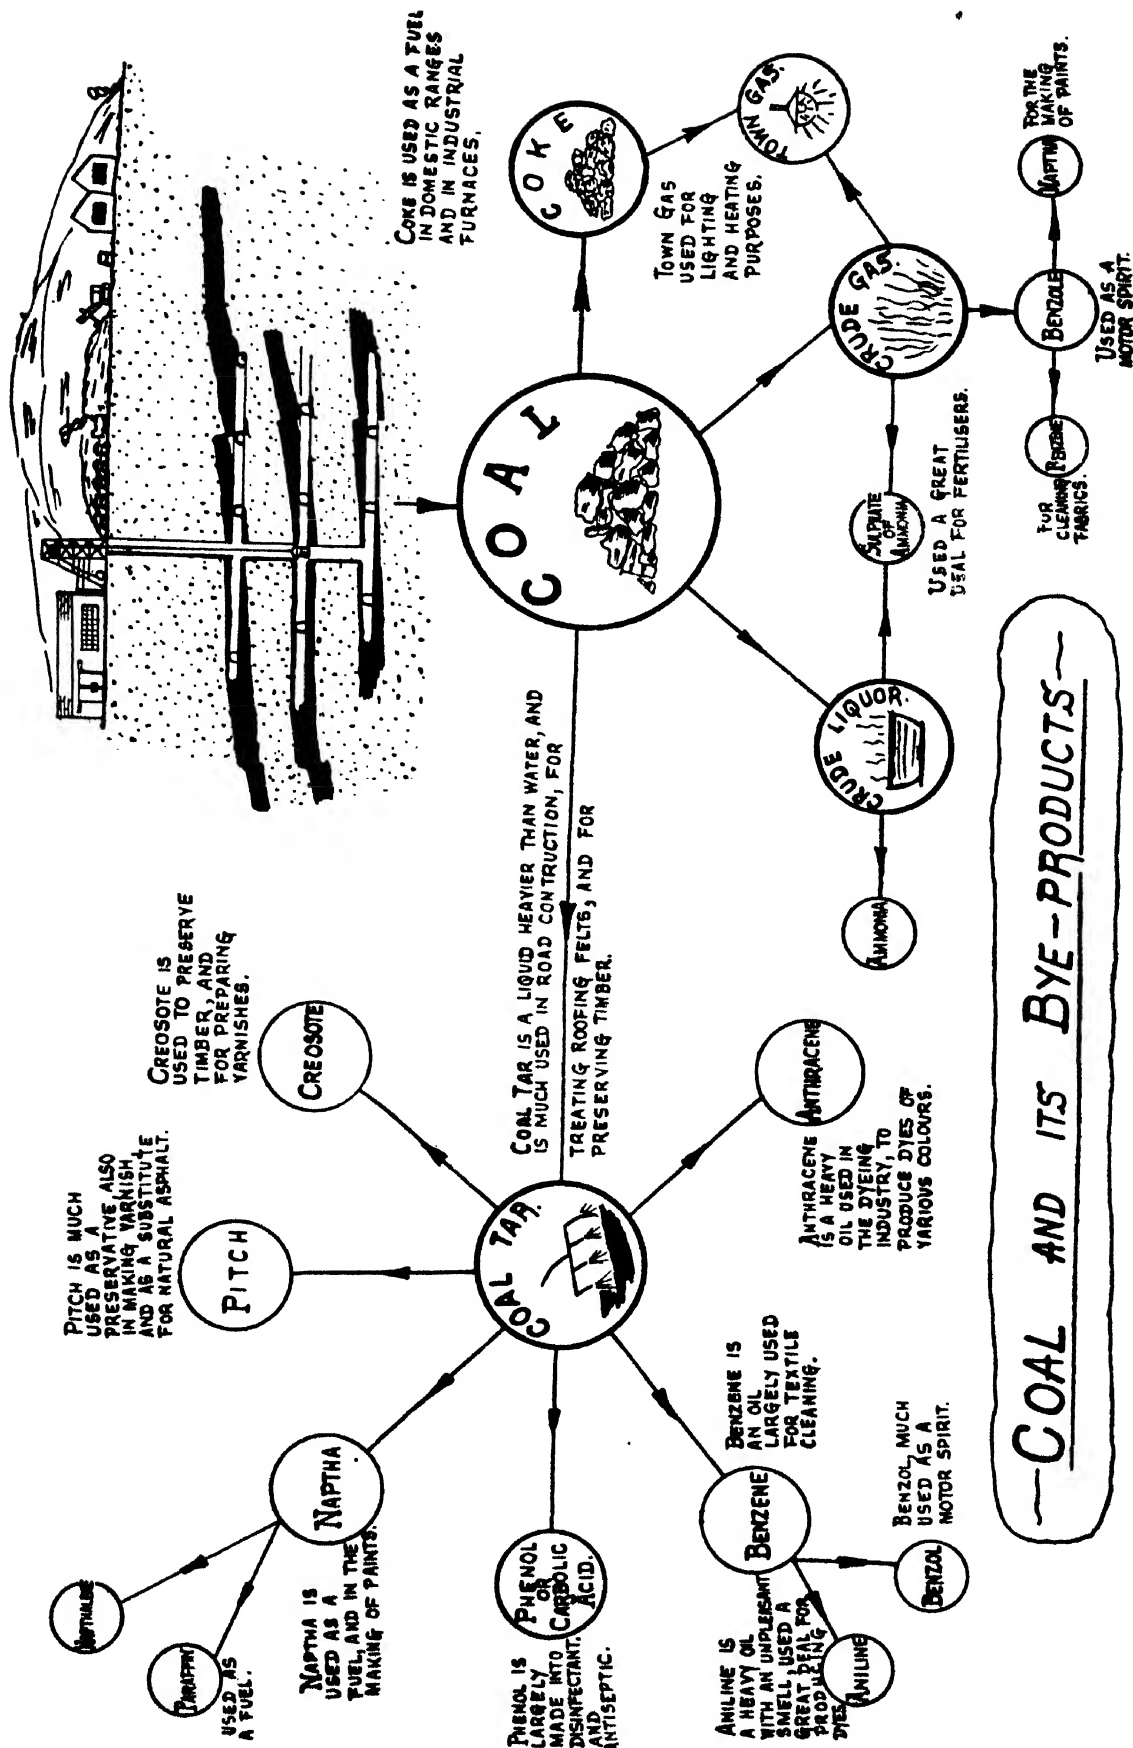 COKE IS USED AS A FUEL
IN DOMESTIC RANGES
AND IN INDUSTRIAL
FURNACES.
COKE
TOWN GAS
USED FOR
LIGHTING
AND HEATING
PURPOSES.
TOWN GAS.
COAL
CRUDE GAS.
NAPTHA
FOR THE
MAKING
OF PAINTS.
BENZOLE
USED AS A
MOTOR SPIRIT.
BENZENE
FOR
CLEANING
FABRICS.
SULPHATE
OF
AMMONIA
USED A GREAT
DEAL FOR FERTILISERS.
CRUDE LIQUOR.
AMMONIA
COAL TAR IS A LIQUID HEAVIER THAN WATER, AND
IS MUCH USED IN ROAD CONTRUCTION, FOR
TREATING ROOFING FELTS, AND FOR
PRESERVING TIMBER.
CREOSOTE IS
USED TO PRESERVE
TIMBER, AND
FOR PREPARING
VARNISHES.
CREOSOTE
PITCH IS MUCH
USED AS A
PRESERVATIVE ALSO
IN MAKING VARNISH
AND AS A SUBSTITUTE
FOR NATURAL ASPHALT.
PITCH
COAL TAR.
ANTHRACENE
ANTHRACENE
IS A HEAVY
OIL USED IN
THE DYEING
INDUSTRY, TO
PRODUCE DYES OF
VARIOUS COLOURS.
NAPTHA
NAPTHA IS
USED AS A
FUEL, AND IN THE
MAKING OF PAINTS.
NAPTHALENE
PARAFFIN
USED AS
A FUEL.
PHENOL
OR
CARBOLIC
ACID.
PHENOL IS
LARGELY
MADE INTO
DISINFECTANT.
AND
ANTISEPTIC.
BENZENE IS
AN OIL
LARGELY USED
FOR TEXTILE
CLEANING.
BENZENE
BENZOL, MUCH
USED AS A
MOTOR SPIRIT.
BENZOL
ANILINE IS
A HEAVY OIL
WITH AN UNPLEASANT
SMELL, USED A
GREAT DEAL FOR
PRODUCING
DYES
ANILINE
COAL AND ITS BYE-PRODUCTS